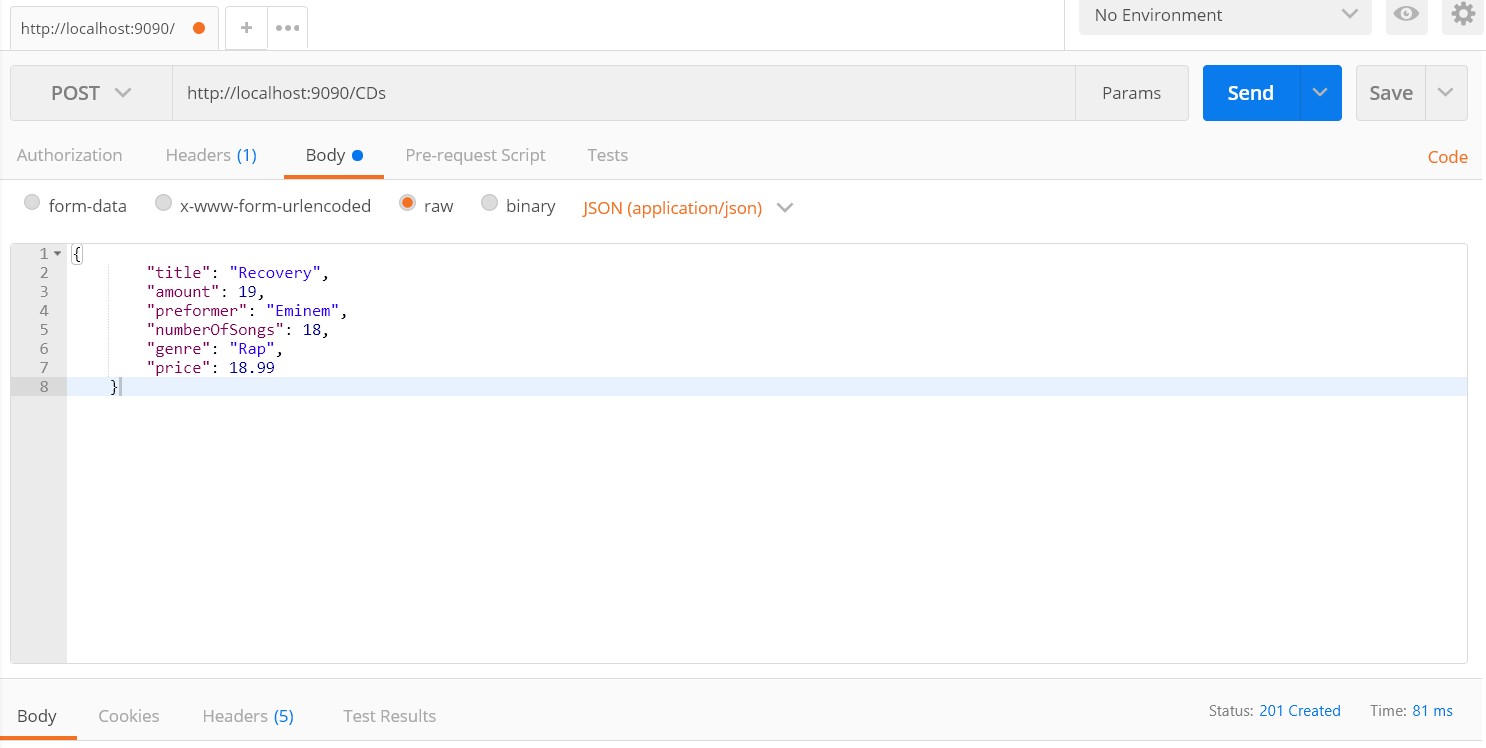 http://localhost:9090/ + ••• No Environment
POST http://localhost:9090/CDs Params Send Save
Authorization Headers (1) Body Pre-request Script Tests Code
form-data x-www-form-urlencoded raw binary JSON (application/json)
1 {
2 "title": "Recovery",
3 "amount": 19,
4 "preformer": "Eminem",
5 "numberOfSongs": 18,
6 "genre": "Rap",
7 "price": 18.99
8 }
Body Cookies Headers (5) Test Results Status: 201 Created Time: 81 ms